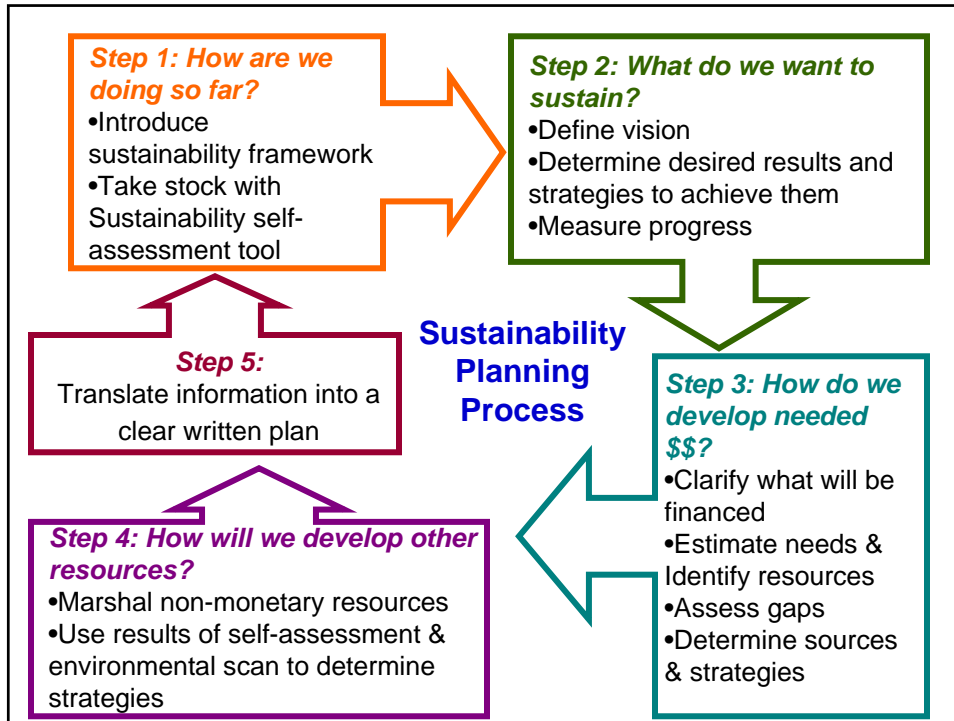 Step 1: How are we
doing so far?
•Introduce
sustainability framework
•Take stock with
Sustainability self-
assessment tool
Step 2: What do we want to
sustain?
•Define vision
•Determine desired results and
strategies to achieve them
•Measure progress
Sustainability
Planning
Process
Step 3: How do we
develop needed
$$?
•Clarify what will be
financed
•Estimate needs &
Identify resources
•Assess gaps
•Determine sources
& strategies
Step 4: How will we develop other
resources?
•Marshal non-monetary resources
•Use results of self-assessment &
environmental scan to determine
strategies
Step 5:
Translate information into a
clear written plan